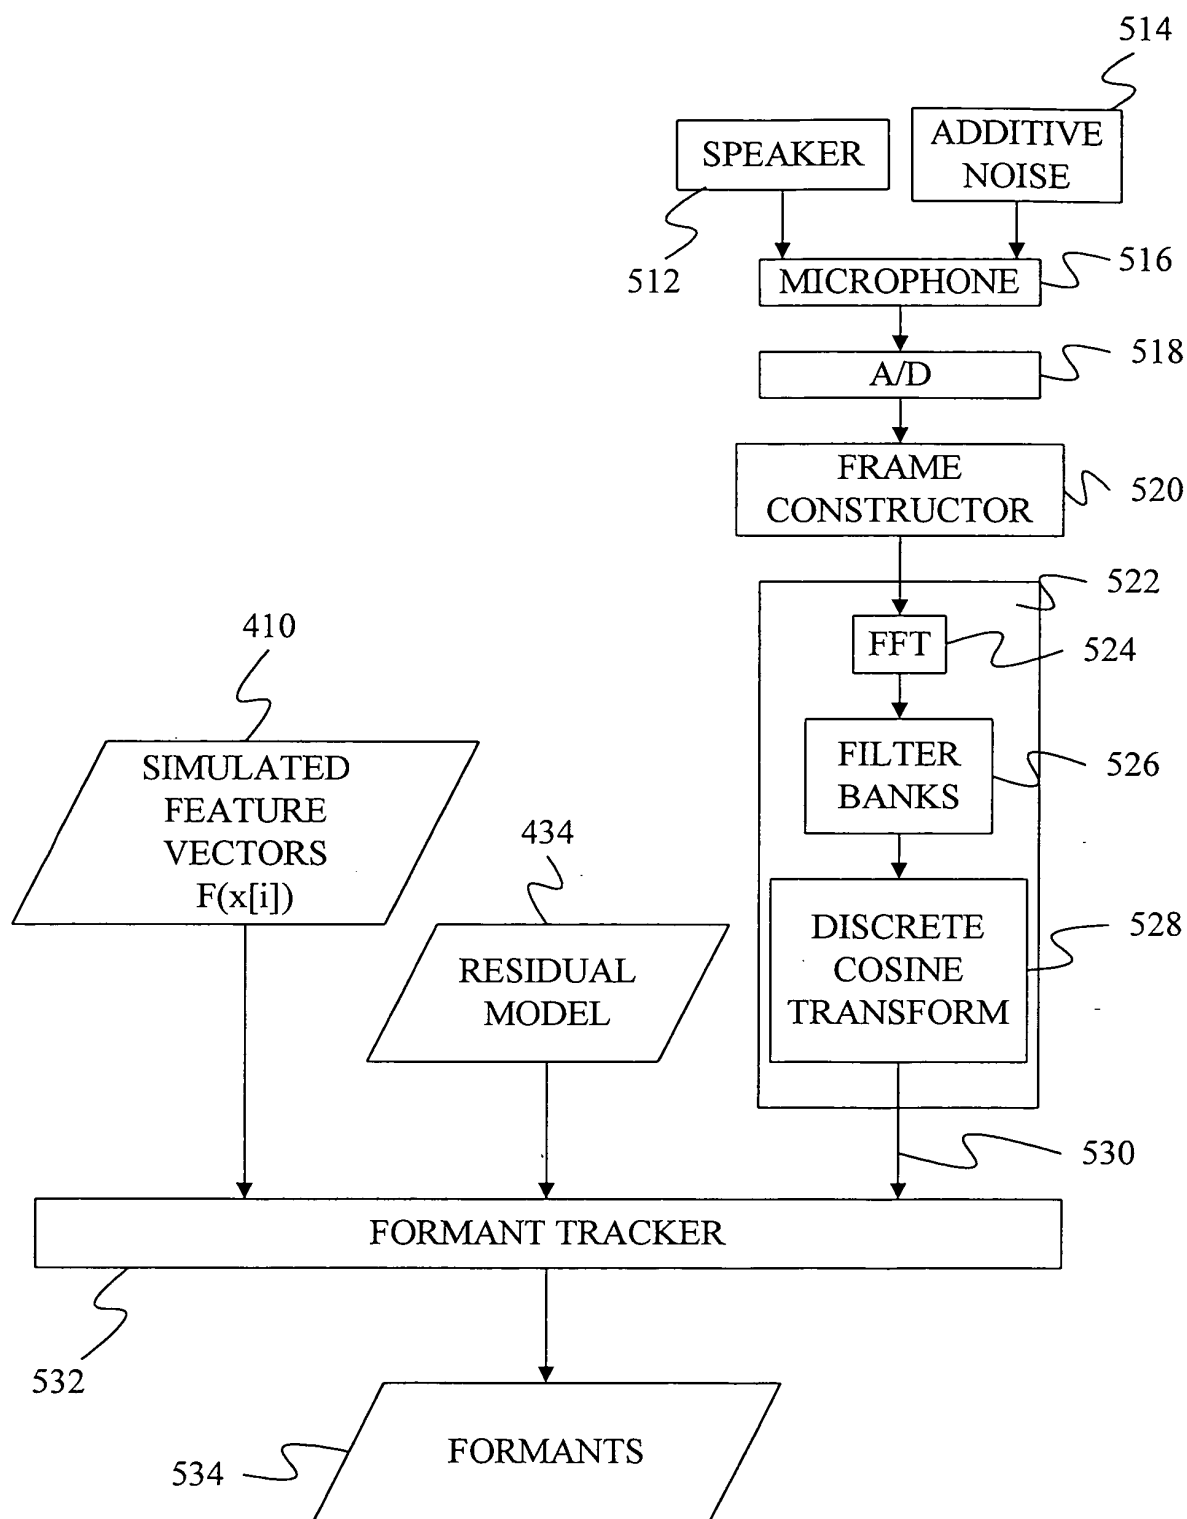 514
SPEAKER
ADDITIVE
NOISE
512
MICROPHONE
516
A/D
518
FRAME
CONSTRUCTOR
520
522
FFT
524
410
FILTER
BANKS
526
SIMULATED
FEATURE
VECTORS
F(x[i])
434
RESIDUAL
MODEL
DISCRETE
COSINE
TRANSFORM
528
530
FORMANT TRACKER
532
FORMANTS
534